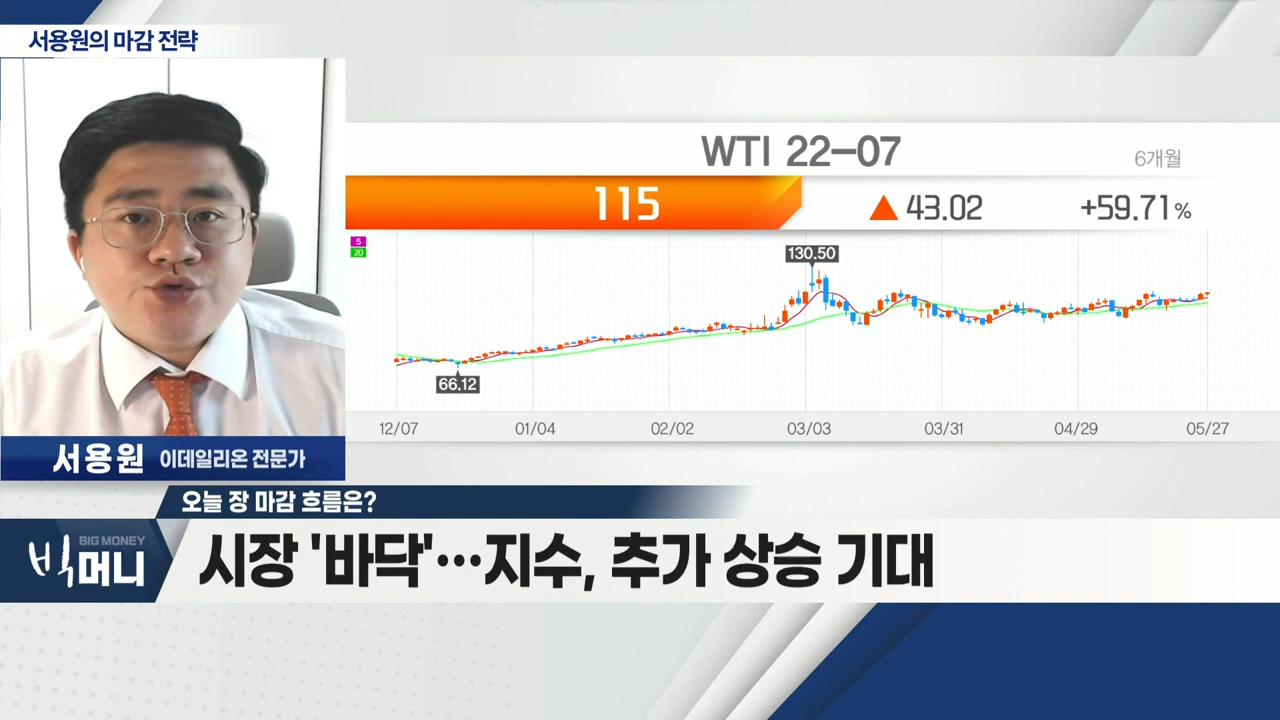 서용원의 마감 전략
WTI 22-07
6개월
115
▲ 43.02
+59.71%
5
20
130.50
66.12
12/07
01/04
02/02
03/03
03/31
04/29
05/27
서용원 이데일리온 전문가
오늘 장 마감 흐름은?
BIG MONEY
빅머니
시장 '바닥'…지수, 추가 상승 기대